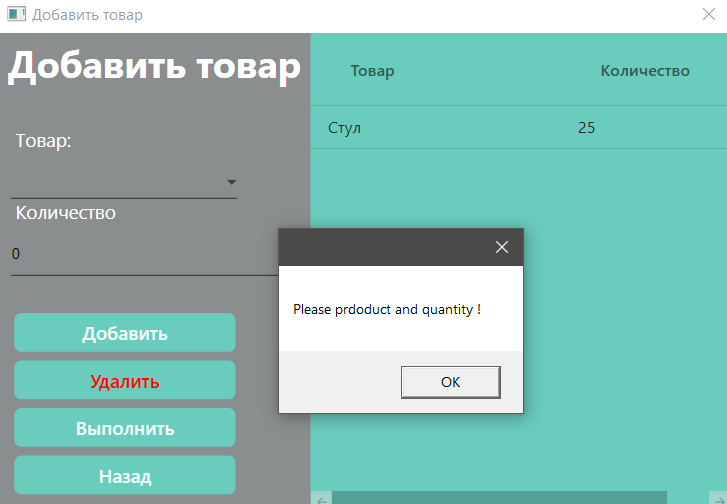 Добавить товар
Добавить товар
Товар:
Количество
0
Добавить
Удалить
Выполнить
Назад
Товар Количество
Стул 25
Please prdoduct and quantity !
OK